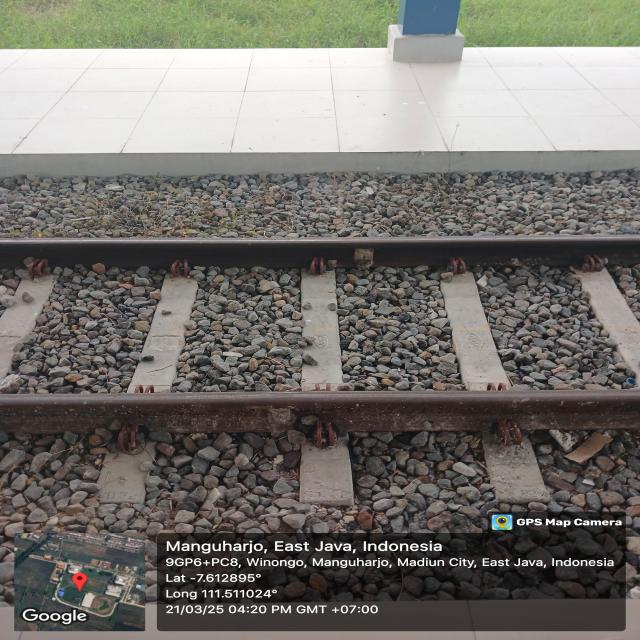 GPS Map Camera
Manguharjo, East Java, Indonesia
9GP6+PC8, Winongo, Manguharjo, Madiun City, East Java, Indonesia
Lat -7.612895°
Long 111.511024°
21/03/25 04:20 PM GMT +07:00
Google